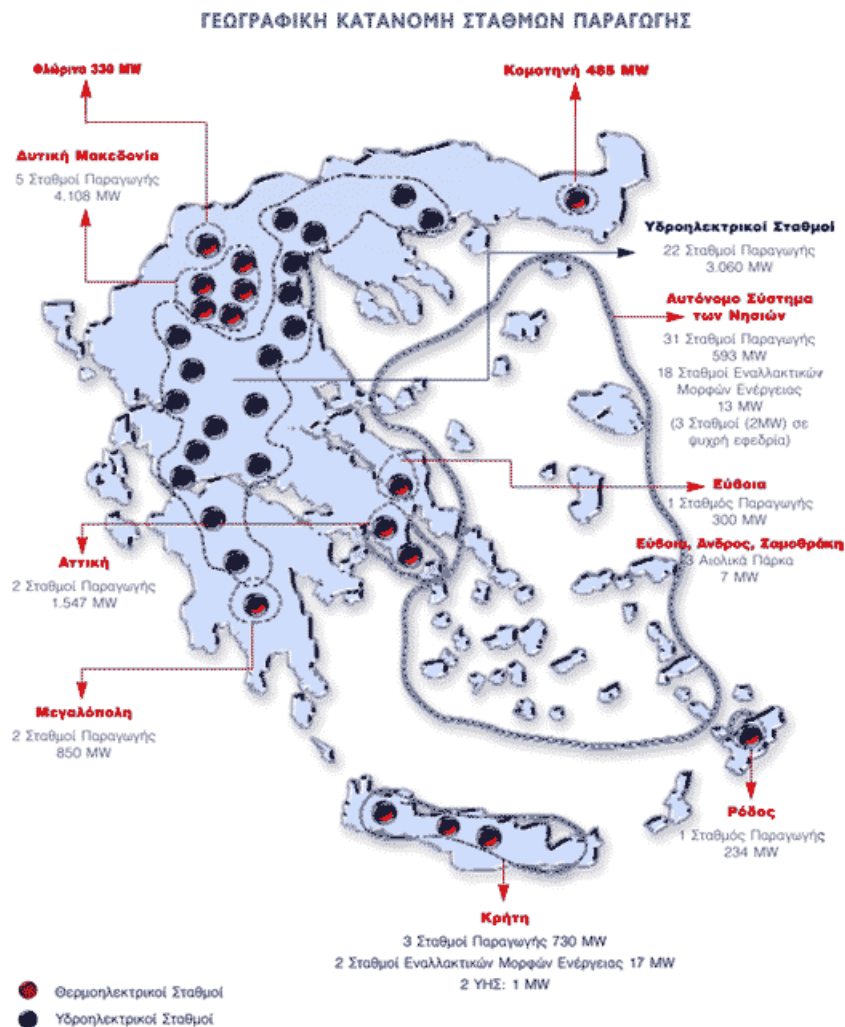 ΓΕΩΓΡΑΦΙΚΗ ΚΑΤΑΝΟΜΗ ΣΤΑΘΜΩΝ ΠΑΡΑΓΩΓΗΣ
Φλώρινα 330 MW
Κομοτηνή 485 MW
Δυτική Μακεδονία
5 Σταθμοί Παραγωγής
4.108 MW
Υδροηλεκτρικοί Σταθμοί
22 Σταθμοί Παραγωγής
3.060 MW
Αυτόνομο Σύστημα
των Νησιών
31 Σταθμοί Παραγωγής
593 MW
18 Σταθμοί Εναλλακτικών
Μορφών Ενέργειας
13 MW
(3 Σταθμοί (2MW) σε
ψυχρή εφεδρία)
Εύβοια
1 Σταθμός Παραγωγής
300 MW
Εύβοια, Άνδρος, Σαμοθράκη
3 Αιολικά Πάρκα
7 MW
Αττική
2 Σταθμοί Παραγωγής
1.547 MW
Μεγαλόπολη
2 Σταθμοί Παραγωγής
850 MW
Ρόδος
1 Σταθμός Παραγωγής
234 MW
Κρήτη
3 Σταθμοί Παραγωγής 730 MW
2 Σταθμοί Εναλλακτικών Μορφών Ενέργειας 17 MW
2 ΥΗΣ: 1 MW
Θερμοηλεκτρικοί Σταθμοί
Υδροηλεκτρικοί Σταθμοί